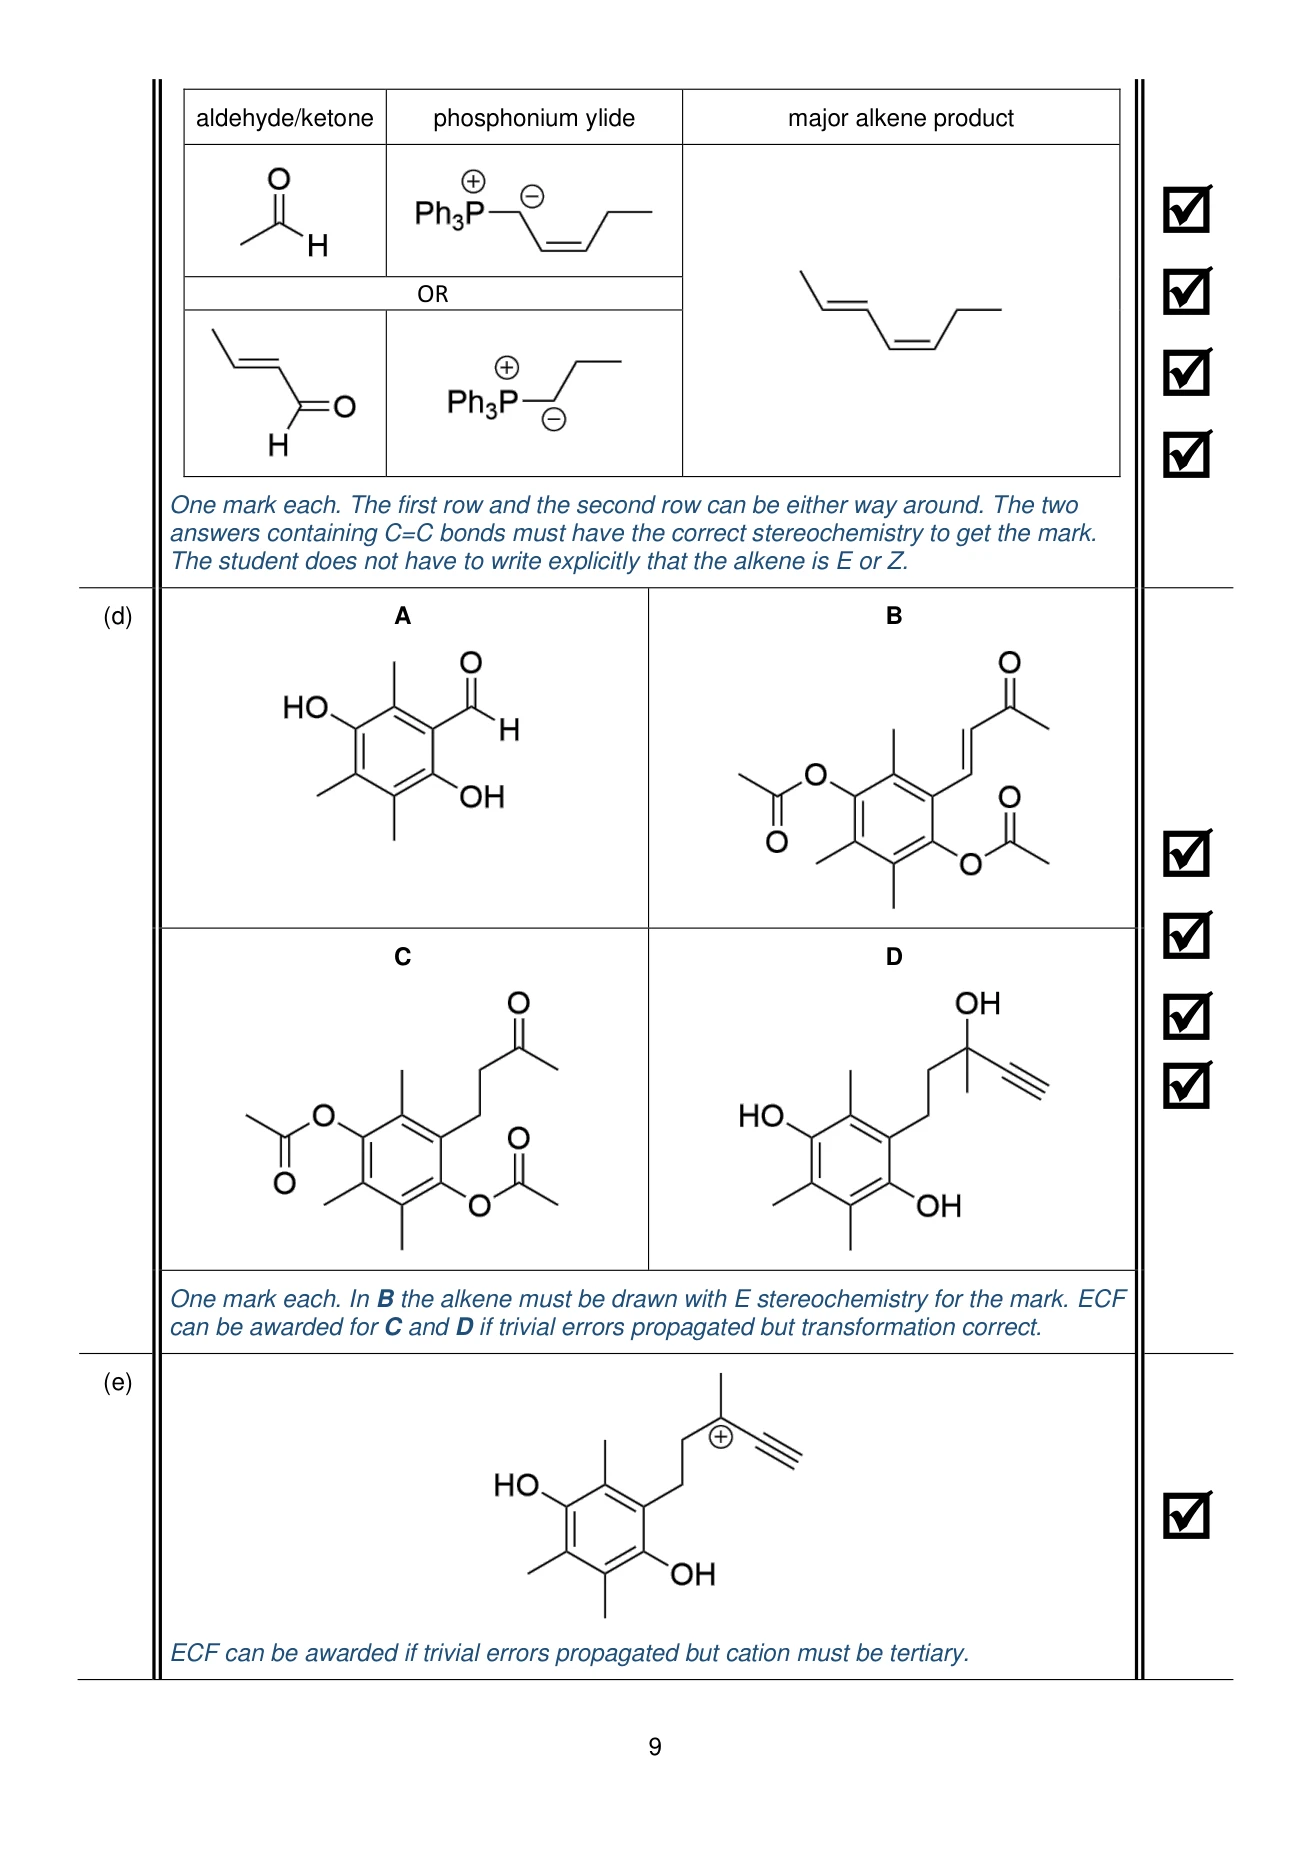 aldehyde/ketone phosphonium ylide major alkene product
O
H
Ph3P + −
OR
O
H
Ph3P + −
One mark each. The first row and the second row can be either way around. The two
answers containing C=C bonds must have the correct stereochemistry to get the mark.
The student does not have to write explicitly that the alkene is E or Z.
(d) A B
HO O H OH
O O O O O
C D
O O O O O
OH HO OH
One mark each. In B the alkene must be drawn with E stereochemistry for the mark. ECF
can be awarded for C and D if trivial errors propagated but transformation correct.
(e)
+
HO
OH
ECF can be awarded if trivial errors propagated but cation must be tertiary.
9